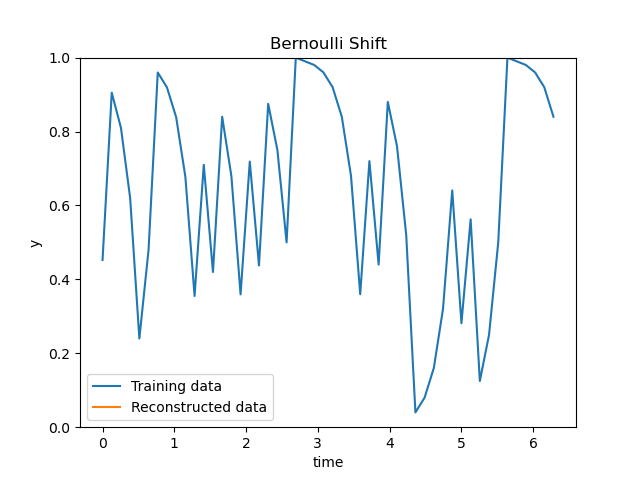 Bernoulli Shift
1.0
0.8
0.6
0.4
0.2
0.0
y
Training data
Reconstructed data
0 1 2 3 4 5 6
time